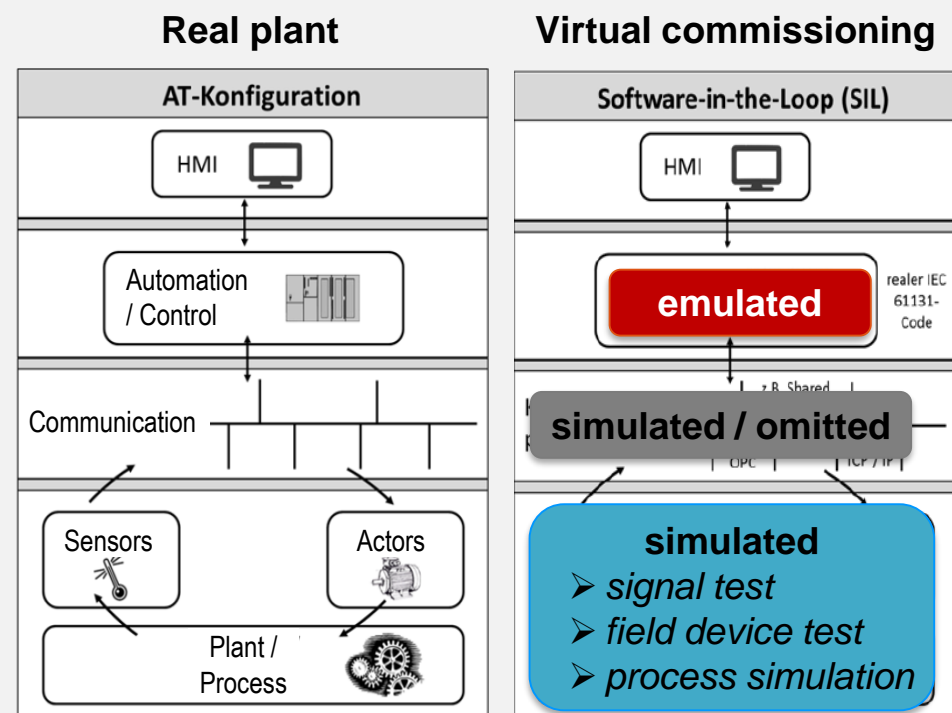 Real plant
Virtual commissioning
AT-Konfiguration
HMI
Automation
/ Control
Communication
Sensors
Actors
Plant /
Process
Software-in-the-Loop (SIL)
HMI
emulated
realer IEC
61131-
Code
z.B. Shared
simulated / omitted
OPC
TCP / IP
simulated
➢ signal test
➢ field device test
➢ process simulation